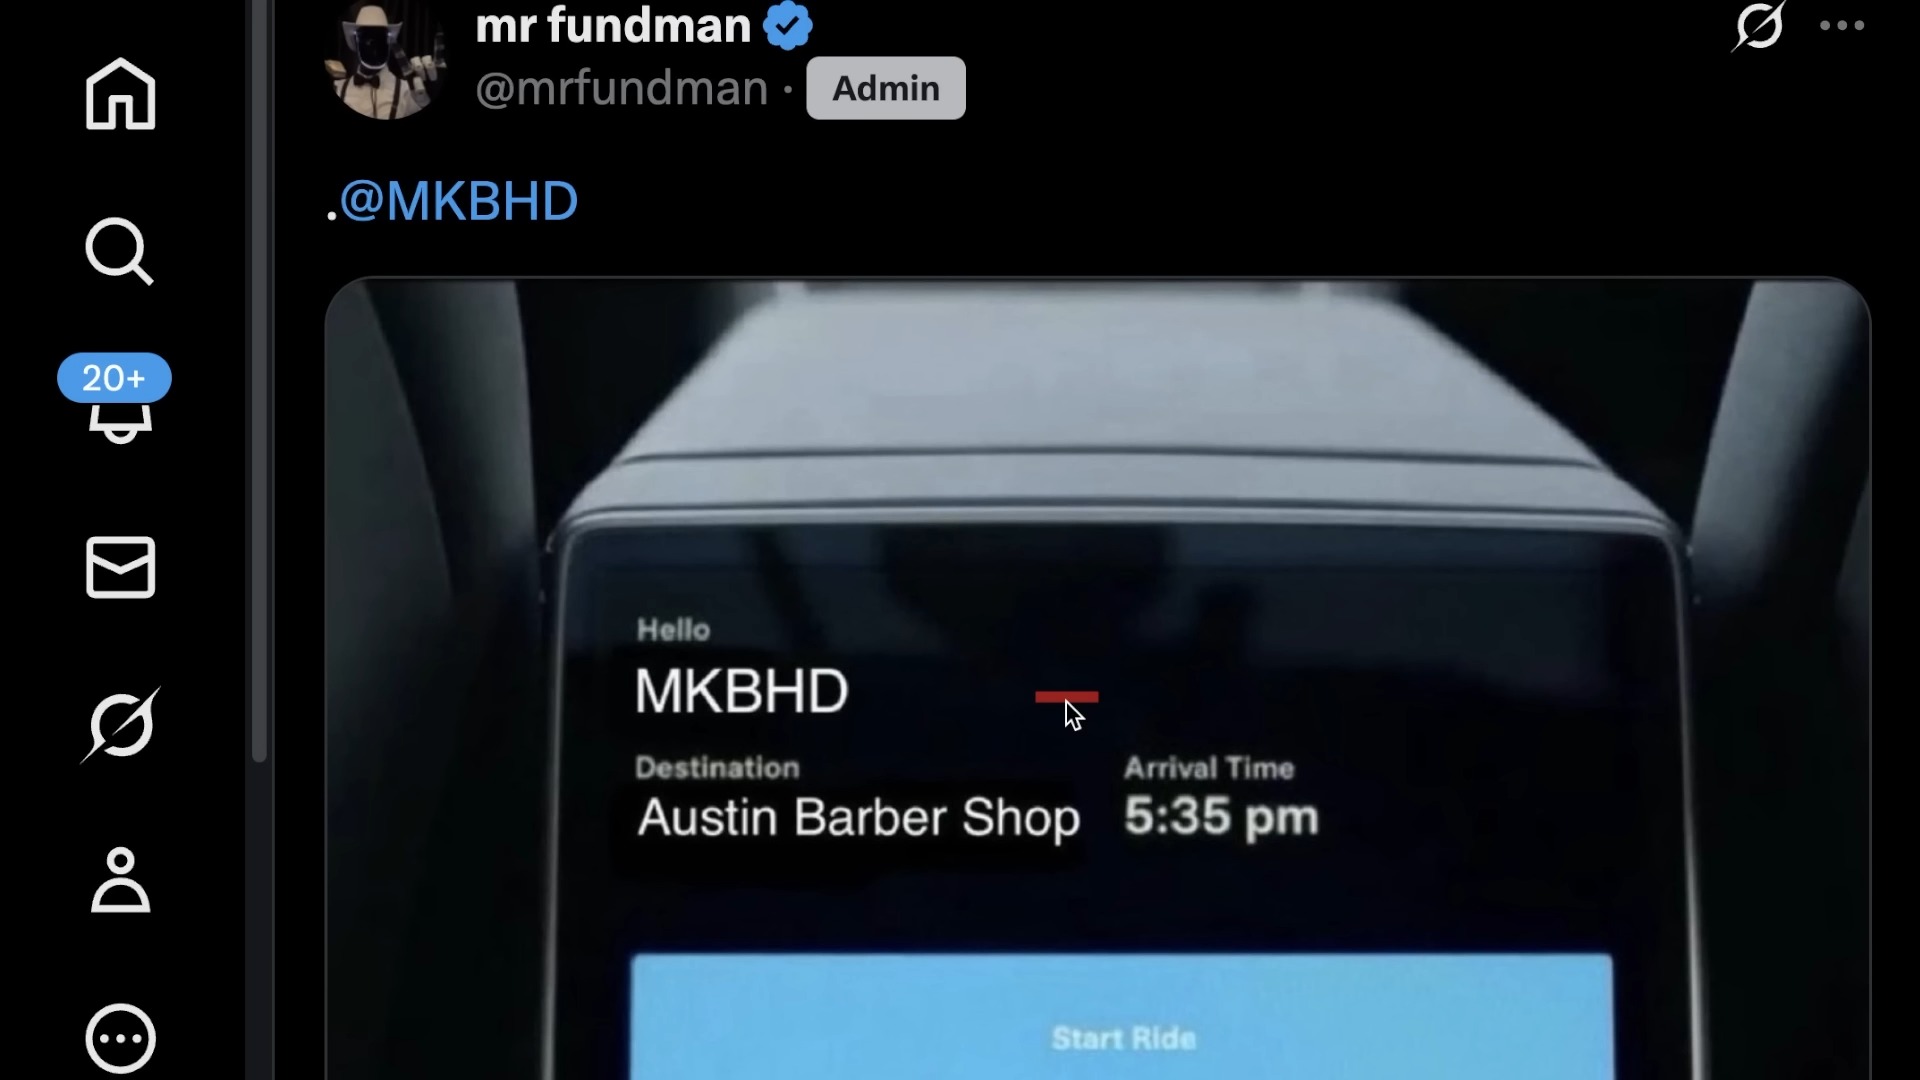 mr fundman
@mrfundman · Admin
.@MKBHD
20+
Hello
MKBHD
Destination
Arrival Time
Austin Barber Shop
5:35 pm
Start Ride